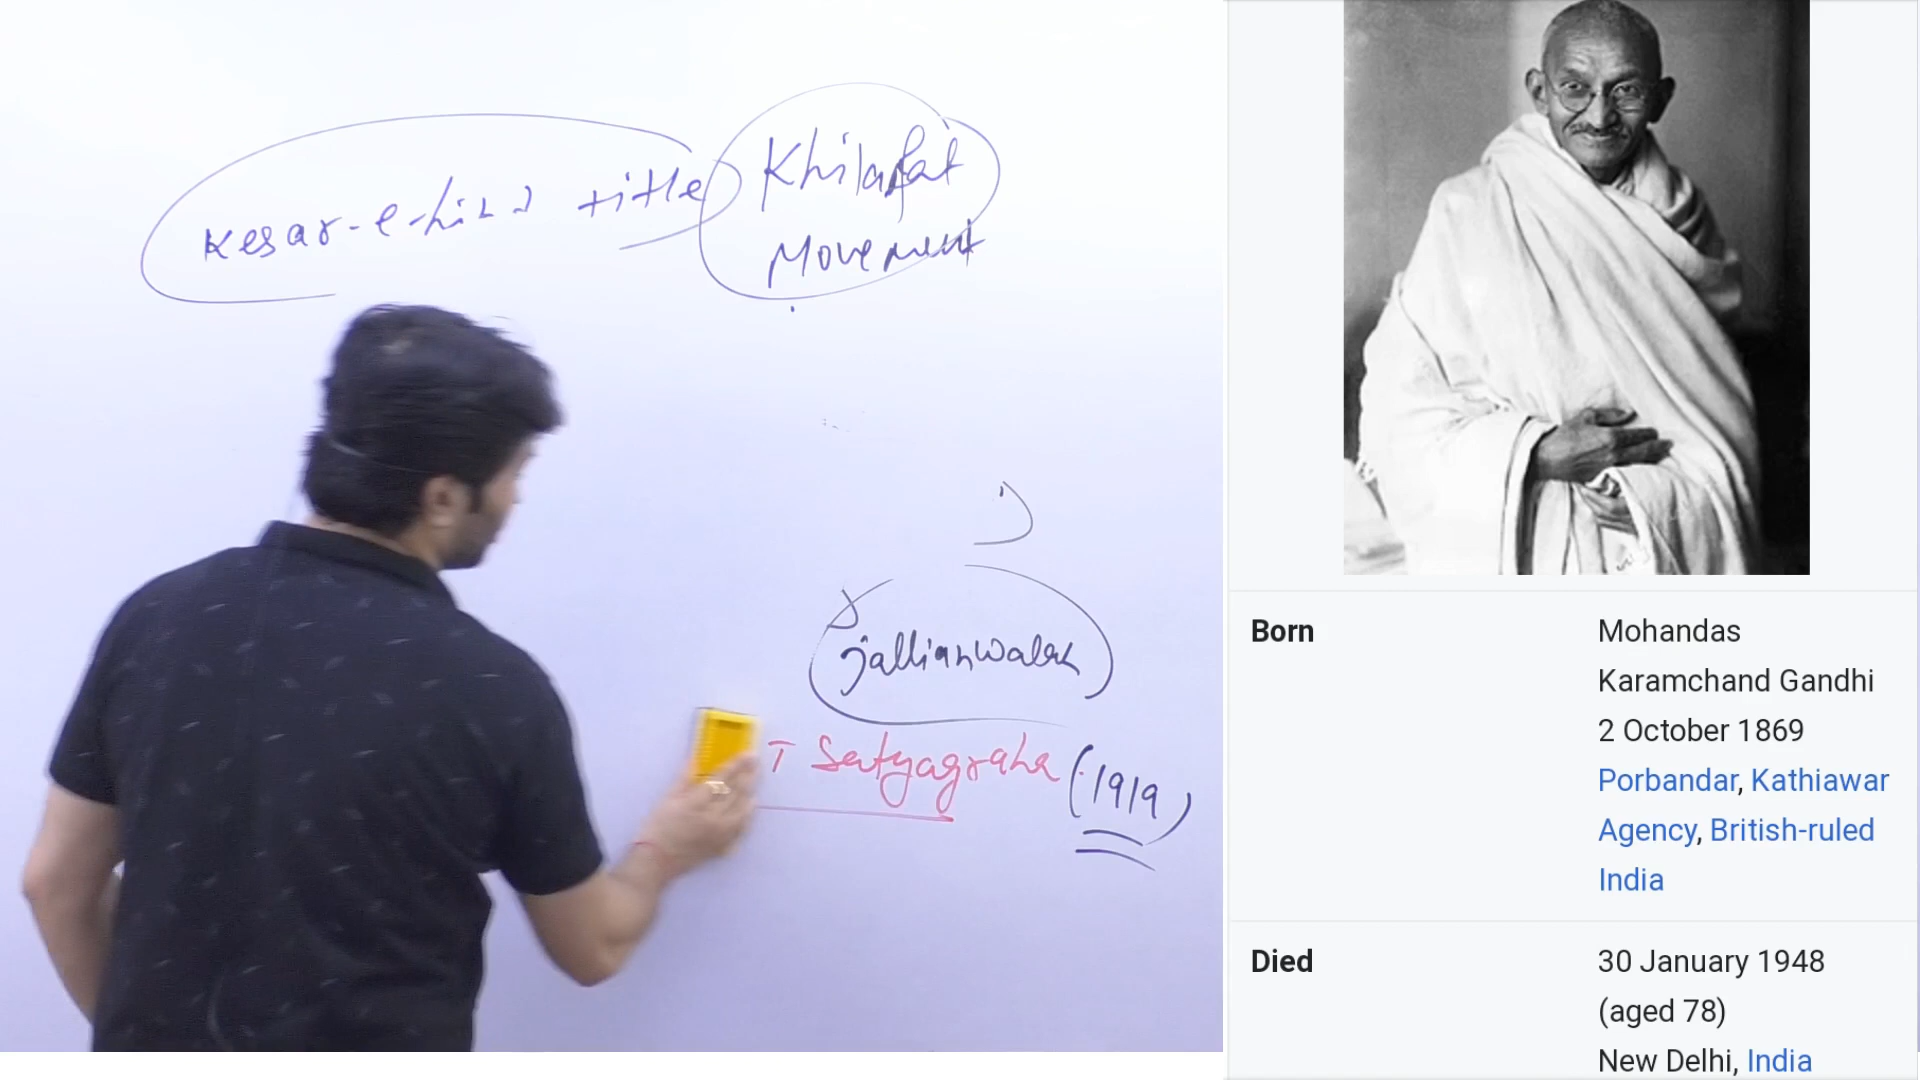 Kesar-e-hind title
Khilafat
Movement
jallianwalah
T Satyagraha (1919)
Born
Mohandas
Karamchand Gandhi
2 October 1869
Porbandar, Kathiawar
Agency, British-ruled
India
Died
30 January 1948
(aged 78)
New Delhi, India